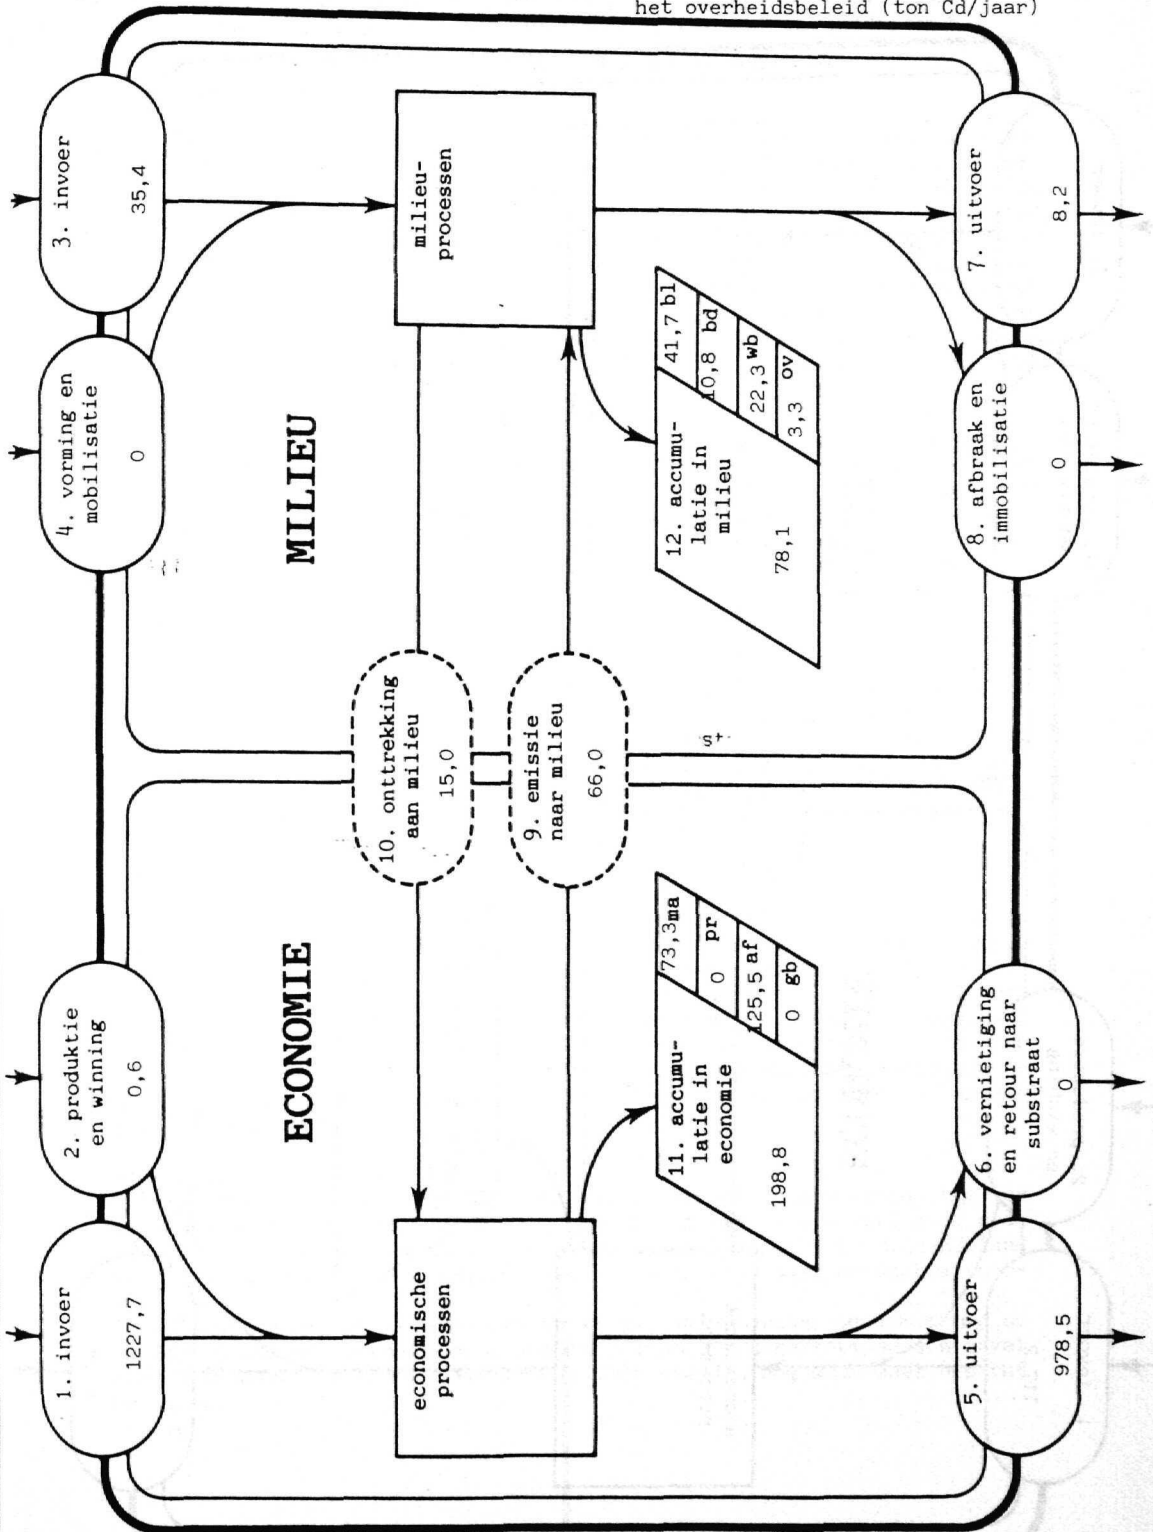 het overheidsbeleid (ton Cd/jaar)
1. invoer
1227,7
2. produktie
en winning
0,6
4. vorming en
mobilisatie
0
3. invoer
35,4
ECONOMIE
MILIEU
economische
processen
10. onttrekking
aan milieu
15,0
9. emissie
naar milieu
66,0
milieu-
processen
11. accumu-
latie in
economie
198,8
73,3 ma
0 pr
125,5 af
0 gb
12. accumu-
latie in
milieu
78,1
41,7 bl
10,8 bd
22,3 wb
3,3 ov
5. uitvoer
978,5
6. vernietiging
en retour naar
substraat
0
8. afbraak en
immobilisatie
0
7. uitvoer
8,2